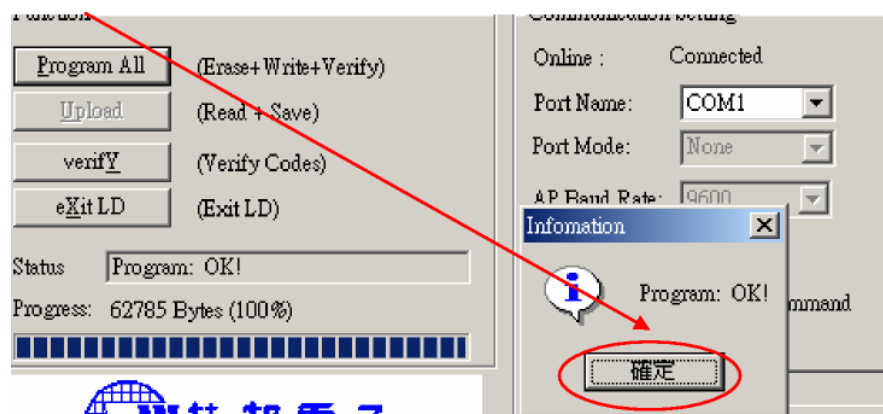 Program All (Erase+Write+Verify)
Upload (Read + Save)
verifY (Verify Codes)
eXit LD (Exit LD)
Status Program: OK!
Progress: 62785 Bytes (100%)
Online : Connected
Port Name: COM1
Port Mode: None
AP Baud Rate: 9600
Infomation
Program: OK!
確定